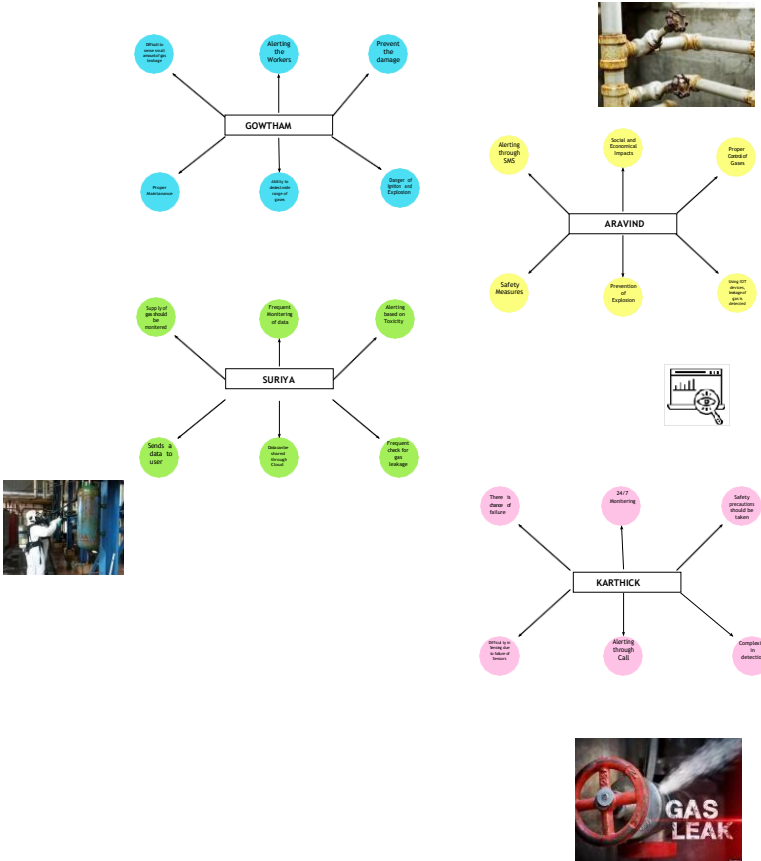 Difficult to
sense small
amount of gas
leakage
Alerting
the
Workers
Prevent
the
damage
GOWTHAM
Proper
Maintanance
Ability to
detect wide
range of
gases
Danger of
Ignition and
Explosion
Alerting
through
SMS
Social and
Economical
Impacts
Proper
Control of
Gases
ARAVIND
Safety
Measures
Prevention
of
Explosion
Using IOT
devices,
leakage of
gas is
detected
Supply of
gas should
be
monitored
Frequent
Monitoring
of data
Alerting
based on
Toxicity
SURIYA
Sends a
data to
user
Data can be
shared
through
Cloud
Frequent
check for
gas
leakage
There is
chance of
failure
24/7
Monitoring
Safety
precautions
should be
taken
KARTHICK
Difficulty in
Sensing due
to failure of
Sensors
Alerting
through
Call
Complexi
in
detectio
GAS
LEAK